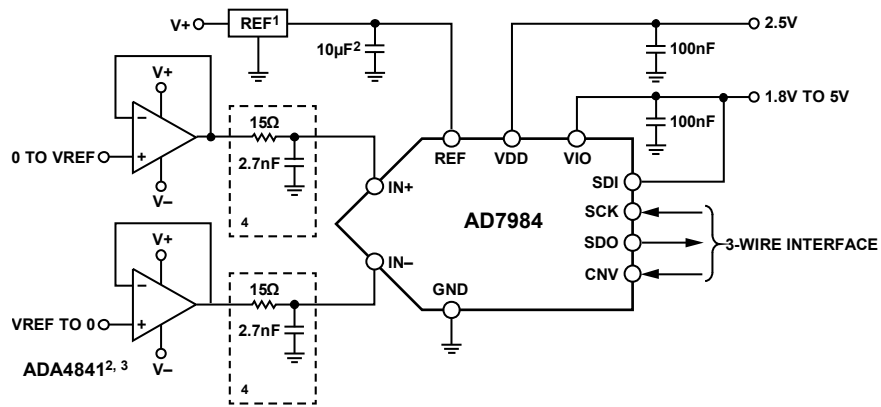 V+
REF1
10µF2
100nF
2.5V
100nF
1.8V TO 5V
V+
−
+
V−
0 TO VREF
15Ω
2.7nF
4
REF
VDD
VIO
IN+
IN−
GND
AD7984
SDI
SCK
SDO
CNV
3-WIRE INTERFACE
V+
−
+
V−
VREF TO 0
15Ω
2.7nF
4
ADA48412, 3